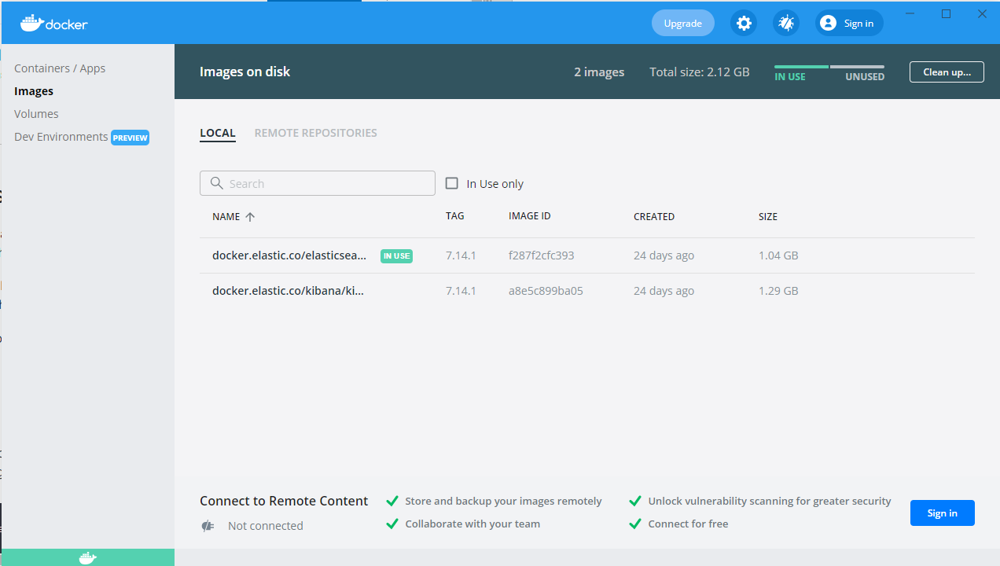 docker
Upgrade
Sign in
Containers / Apps
Images
Volumes
Dev Environments PREVIEW
Images on disk
2 images
Total size: 2.12 GB
IN USE
UNUSED
Clean up...
LOCAL
REMOTE REPOSITORIES
Search
In Use only
NAME TAG IMAGE ID CREATED SIZE
docker.elastic.co/elasticsea... IN USE 7.14.1 f287f2cfc393 24 days ago 1.04 GB
docker.elastic.co/kibana/ki... 7.14.1 a8e5c899ba05 24 days ago 1.29 GB
Connect to Remote Content
Not connected
Store and backup your images remotely
Collaborate with your team
Unlock vulnerability scanning for greater security
Connect for free
Sign in